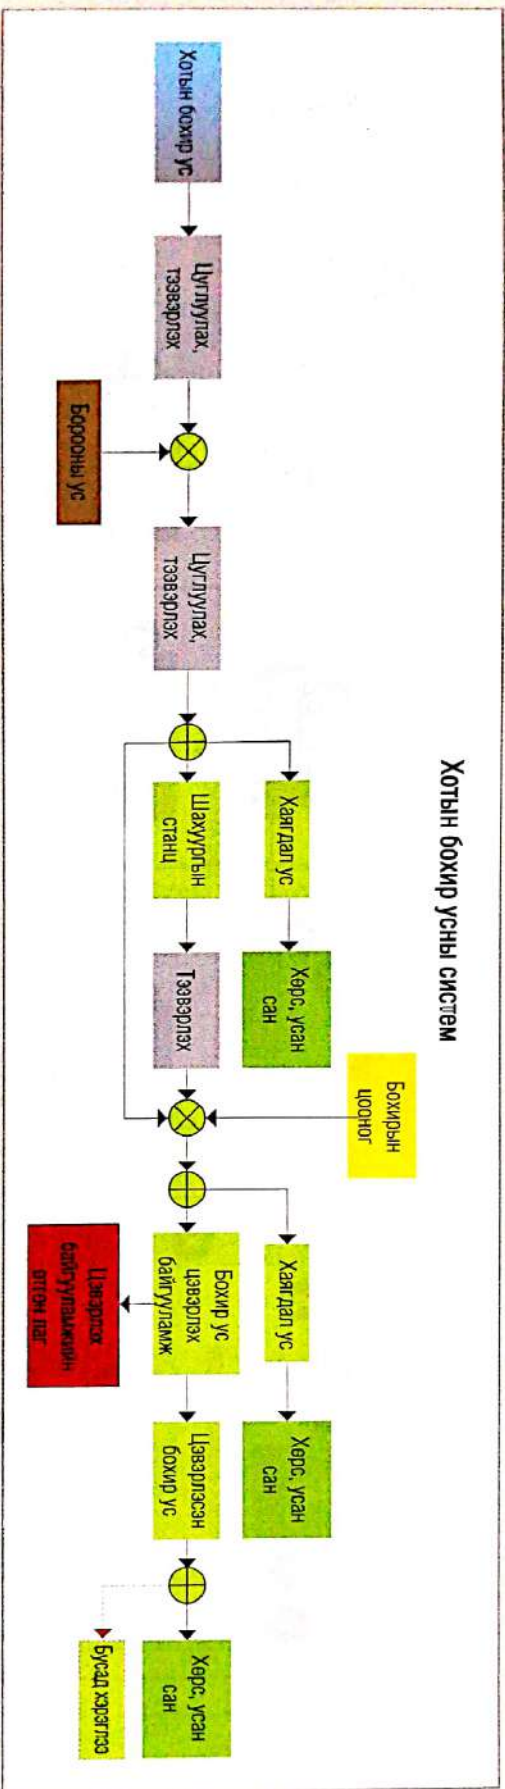 Хотын бохир усны систем
Хотын бохир ус
Цуглуулах,
тээвэрлэх
Борооны ус
Цуглуулах,
тээвэрлэх
Хаягдал ус
Хөрс, усан
сан
Шахуургын
станц
Тээвэрлэх
Бохирын
цооног
Хаягдал ус
Хөрс, усан
сан
Бохир ус
цэвэрлэх
байгууламж
Цэвэрлэх
байгууламжийн
өтгөн лаг
Цэвэрлэсэн
бохир ус
Хөрс, усан
сан
Бусад хэрэглээ